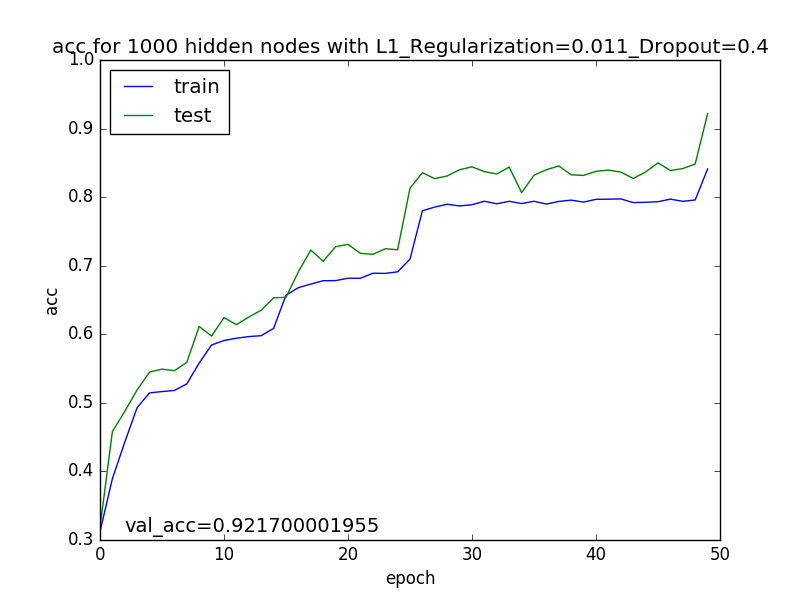 acc for 1000 hidden nodes with L1_Regularization=0.011_Dropout=0.4
1.0
0.9
0.8
0.7
0.6
0.5
0.4
0.3
acc
train
test
val_acc=0.921700001955
0 10 20 30 40 50
epoch